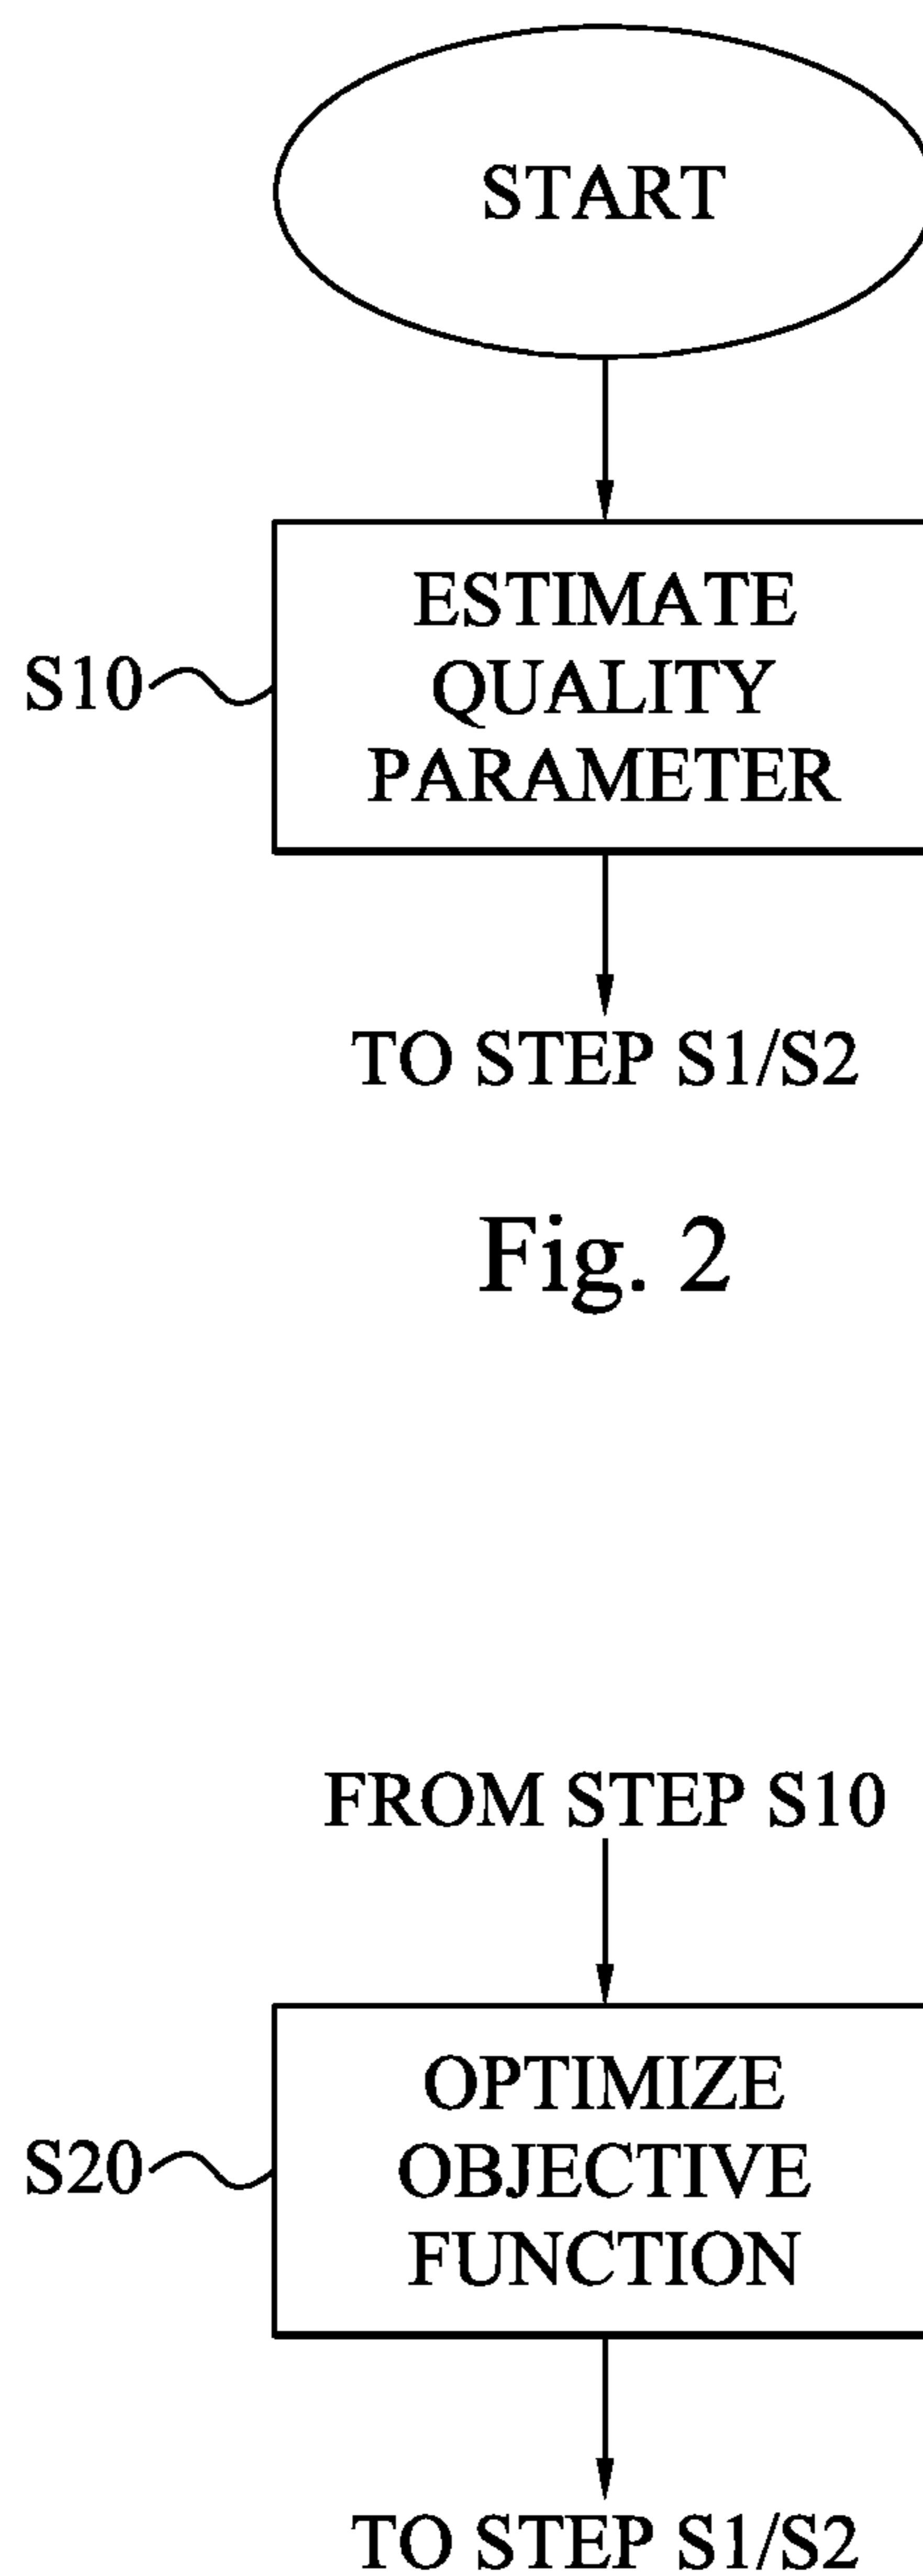 START
ESTIMATE
QUALITY
PARAMETER
S10
TO STEP S1/S2
Fig. 2
FROM STEP S10
OPTIMIZE
OBJECTIVE
FUNCTION
S20
TO STEP S1/S2